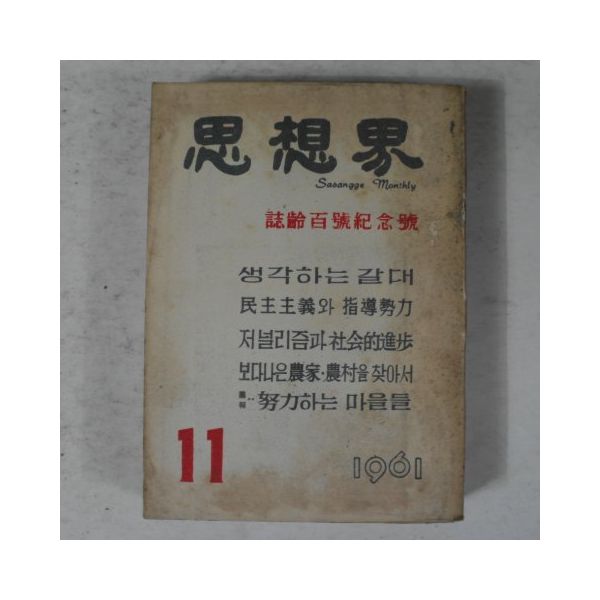 思想界
Sasangge Monthly
誌齡百號紀念號
생각하는 갈대
民主主義와 指導勢力
저널리즘과 社会的進步
보다나은 農家·農村을 찾아서
畵報‥努力하는 마을들
11
1961